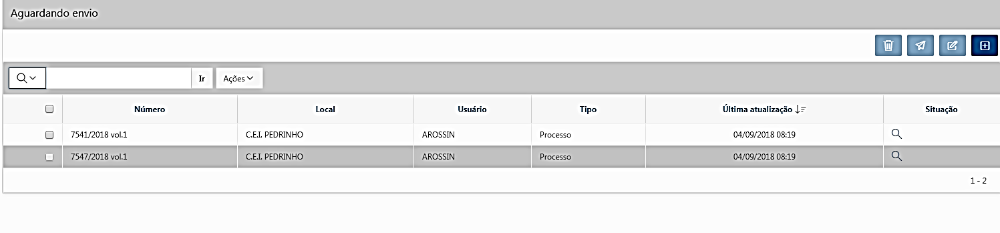 Aguardando envio
Ir Ações
Número Local Usuário Tipo Última atualização Situação
7541/2018 vol.1 C.E.I. PEDRINHO AROSSIN Processo 04/09/2018 08:19
7547/2018 vol.1 C.E.I. PEDRINHO AROSSIN Processo 04/09/2018 08:19
1 - 2